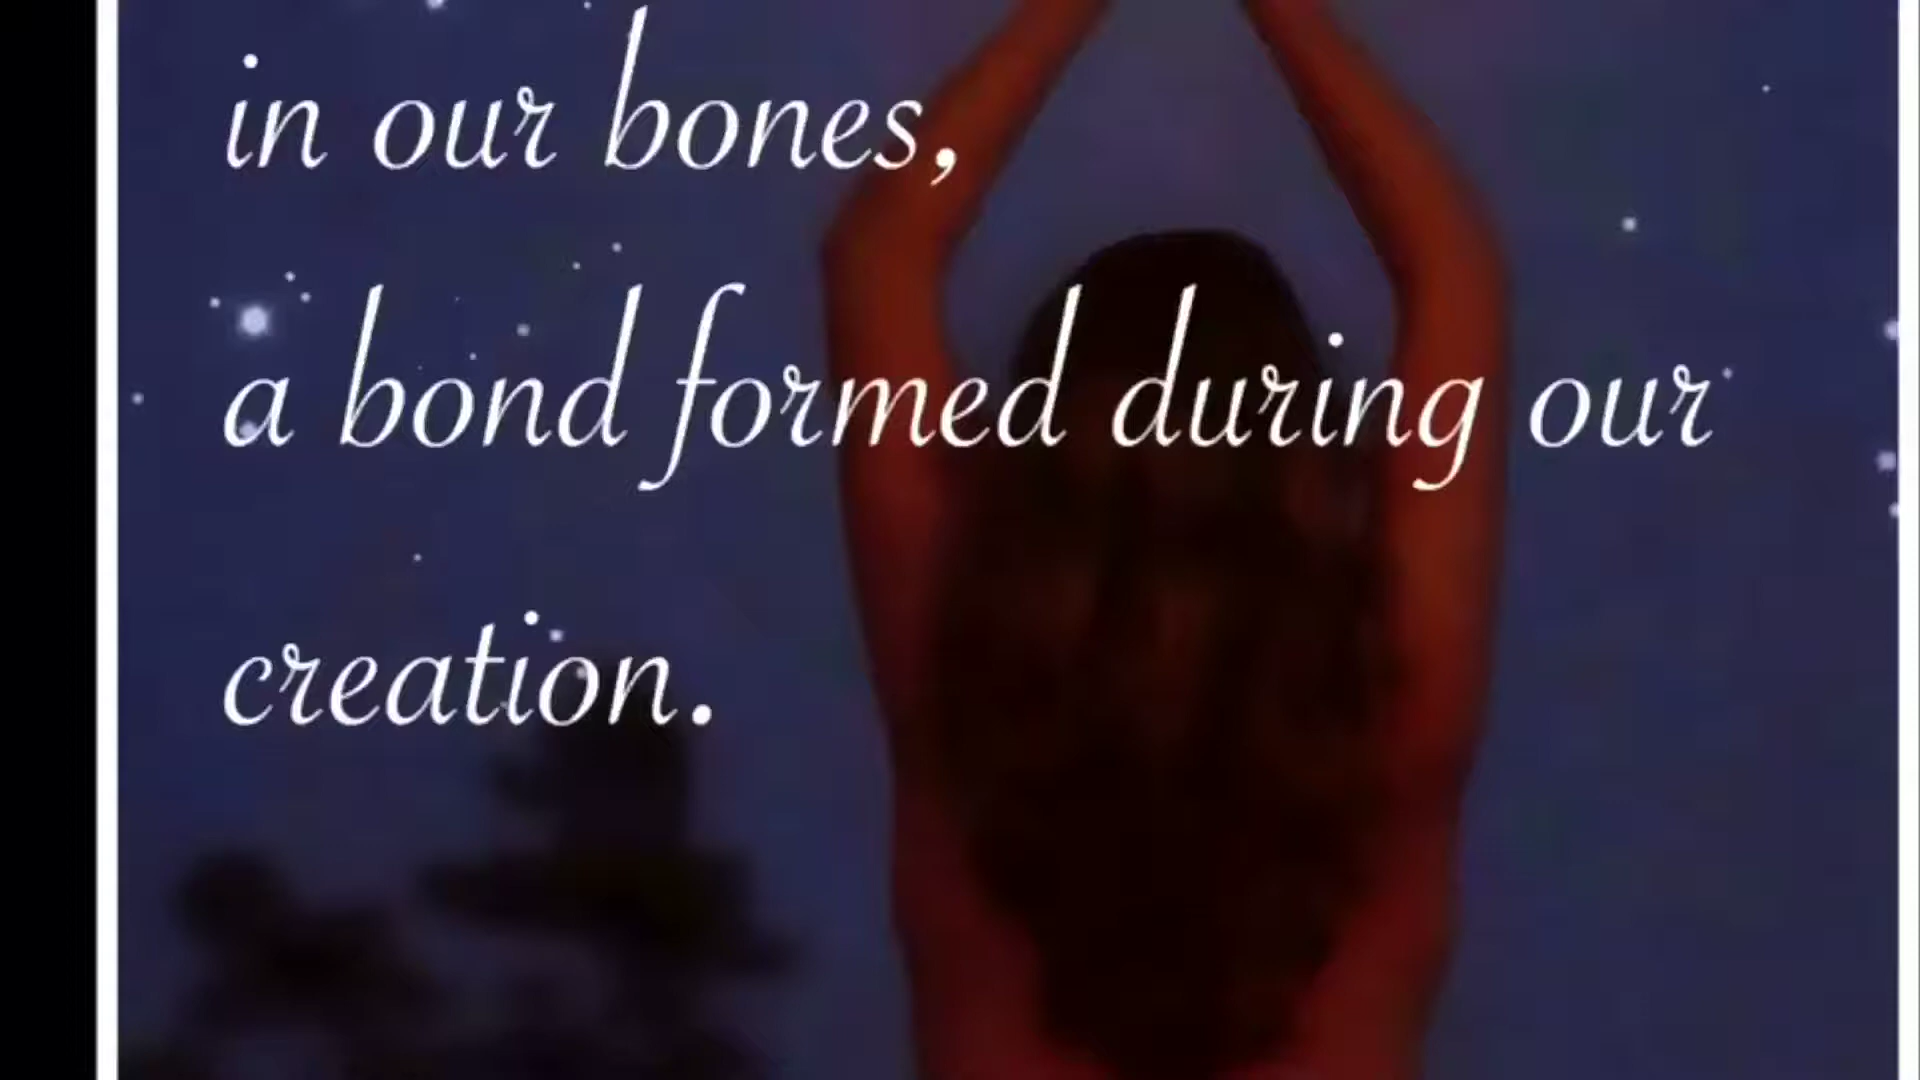 in our bones,
a bond formed during our
creation.